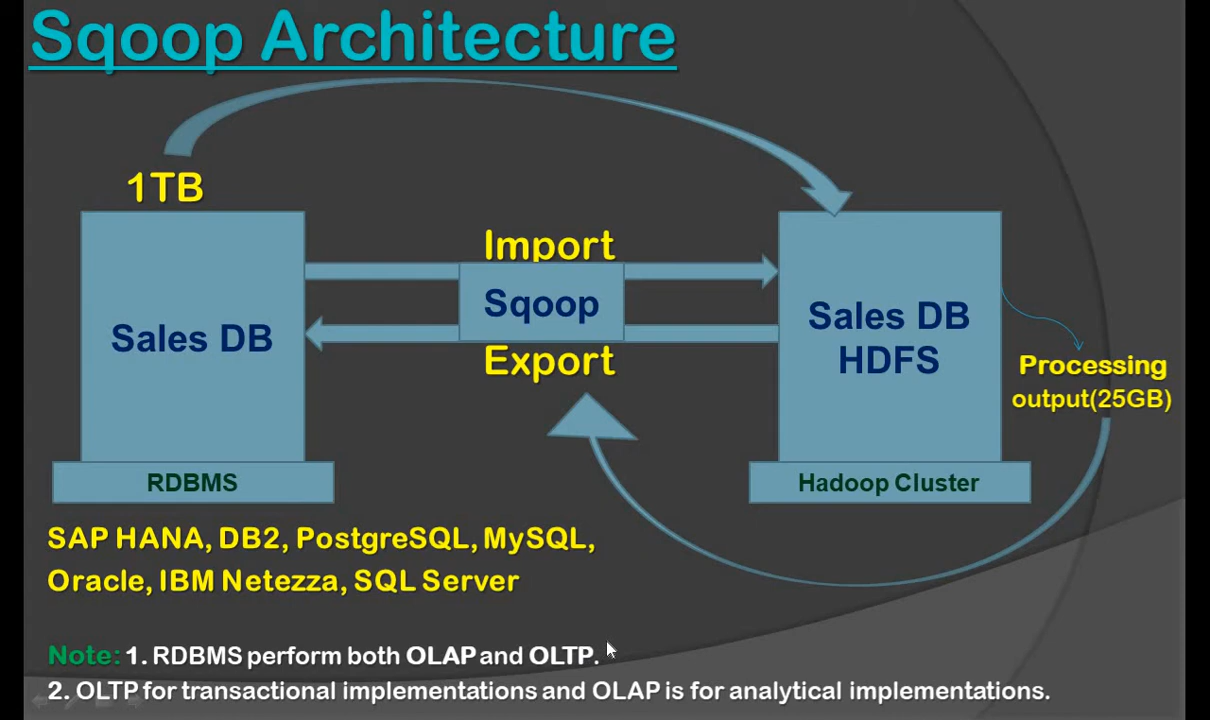 Sqoop Architecture
1TB
Sales DB
RDBMS
Import
Sqoop
Export
Sales DB
HDFS
Hadoop Cluster
Processing
output(25GB)
SAP HANA, DB2, PostgreSQL, MySQL,
Oracle, IBM Netezza, SQL Server
Note: 1. RDBMS perform both OLAP and OLTP.
2. OLTP for transactional implementations and OLAP is for analytical implementations.